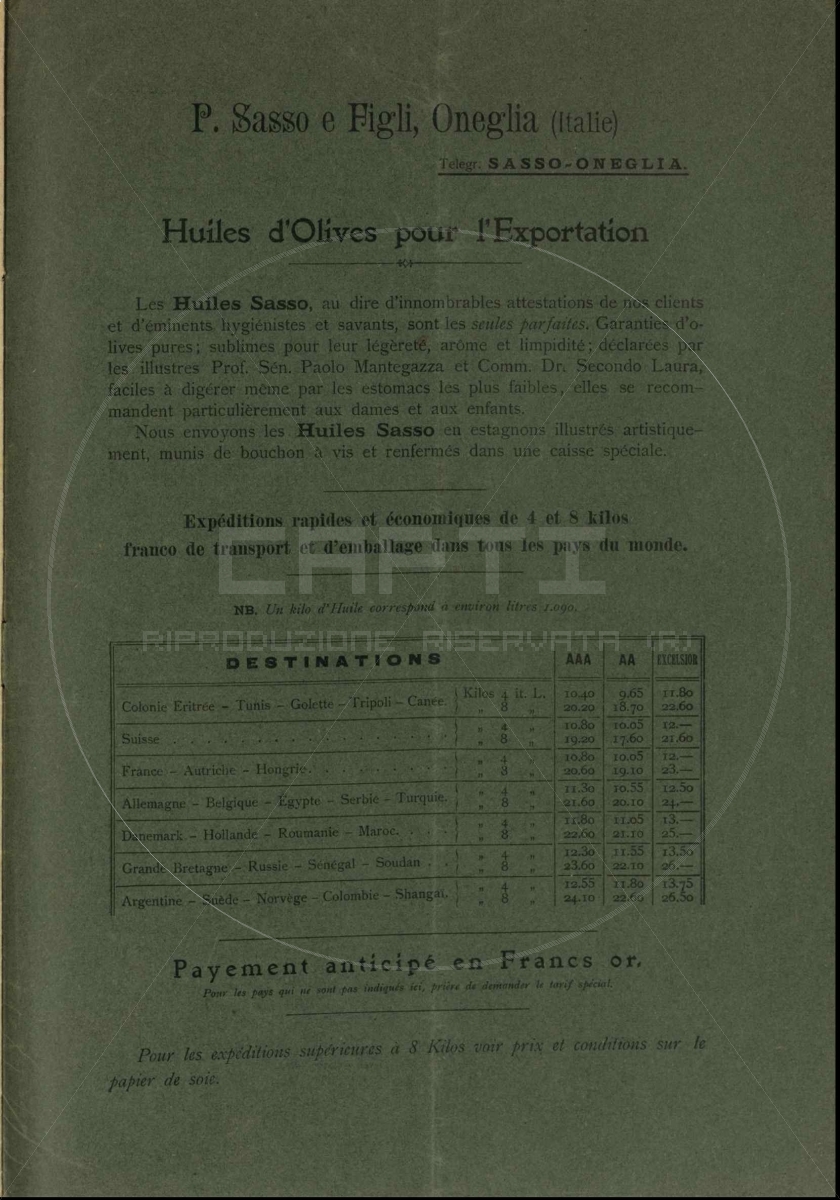 P. Sasso e Figli, Oneglia (Italie)
Telegr: SASSO-ONEGLIA.
Huiles d'Olives pour l'Exportation
Les Huiles Sasso, au dire d'innombrables attestations de nos clients
et d'éminents hygiénistes et savants, sont les seules parfaites. Garanties d'o-
lives pures; sublimes pour leur légèreté, arôme et limpidité; déclarées par
les illustres Prof. Sén. Paolo Mantegazza et Comm. Dr. Secondo Laura,
faciles à digérer même par les estomacs les plus faibles, elles se recom-
mandent particulièrement aux dames et aux enfants.
Nous envoyons les Huiles Sasso en estagnons illustrés artistique-
ment, munis de bouchon à vis et renfermés dans une caisse spéciale.
Expéditions rapides et économiques de 4 et 8 kilos
franco de transport et d'emballage dans tous les pays du monde.
CAPTI
NB. Un kilo d'Huile correspond à environ litres 1.090.
RIPRODUZIONE RISERVATA (R)
DESTINATIONS AAA AA EXCELSIOR
Colonie Eritrée - Tunis - Golette - Tripoli - Canée. Kilos 4 it. L. 10.40 9.65 11.80
„ 8 „ 20.20 18.70 22.60
Suisse . . . „ 4 „ 10.80 10.05 12.—
„ 8 „ 19.20 17.60 21.60
France - Autriche - Hongrie. . . . „ 4 „ 10.80 10.05 12.—
„ 8 „ 20.60 19.10 23.—
Allemagne - Belgique - Égypte - Serbie - Turquie. „ 4 „ 11.30 10.55 12.50
„ 8 „ 21.60 20.10 24.—
Danemark - Hollande - Roumanie - Maroc. . . . „ 4 „ 11.80 11.05 13.—
„ 8 „ 22.60 21.10 25.—
Grande Bretagne - Russie - Sénégal - Soudan . . „ 4 „ 12.30 11.55 13.50
„ 8 „ 23.60 22.10 26.—
Argentine - Suède - Norvège - Colombie - Shangai. „ 4 „ 12.55 11.80 13.75
„ 8 „ 24.10 22.60 26.50
Payement anticipé en Francs or.
Pour les pays qui ne sont pas indiqués ici, prière de demander le tarif spécial.
Pour les expéditions supérieures à 8 Kilos voir prix et conditions sur le
papier de soie.